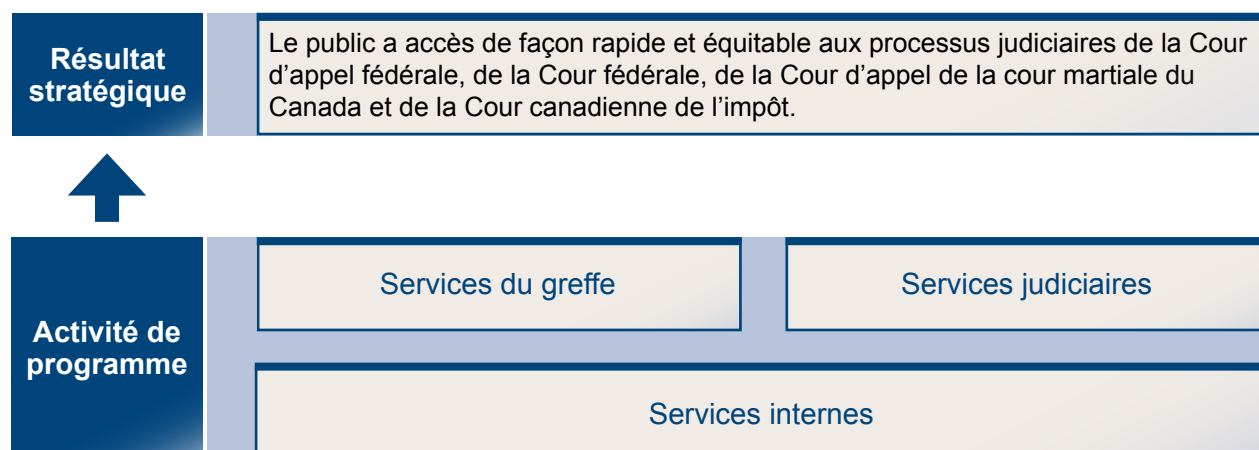 Résultat
stratégique
Le public a accès de façon rapide et équitable aux processus judiciaires de la Cour
d’appel fédérale, de la Cour fédérale, de la Cour d’appel de la cour martiale du
Canada et de la Cour canadienne de l’impôt.
Activité de
programme
Services du greffe
Services judiciaires
Services internes